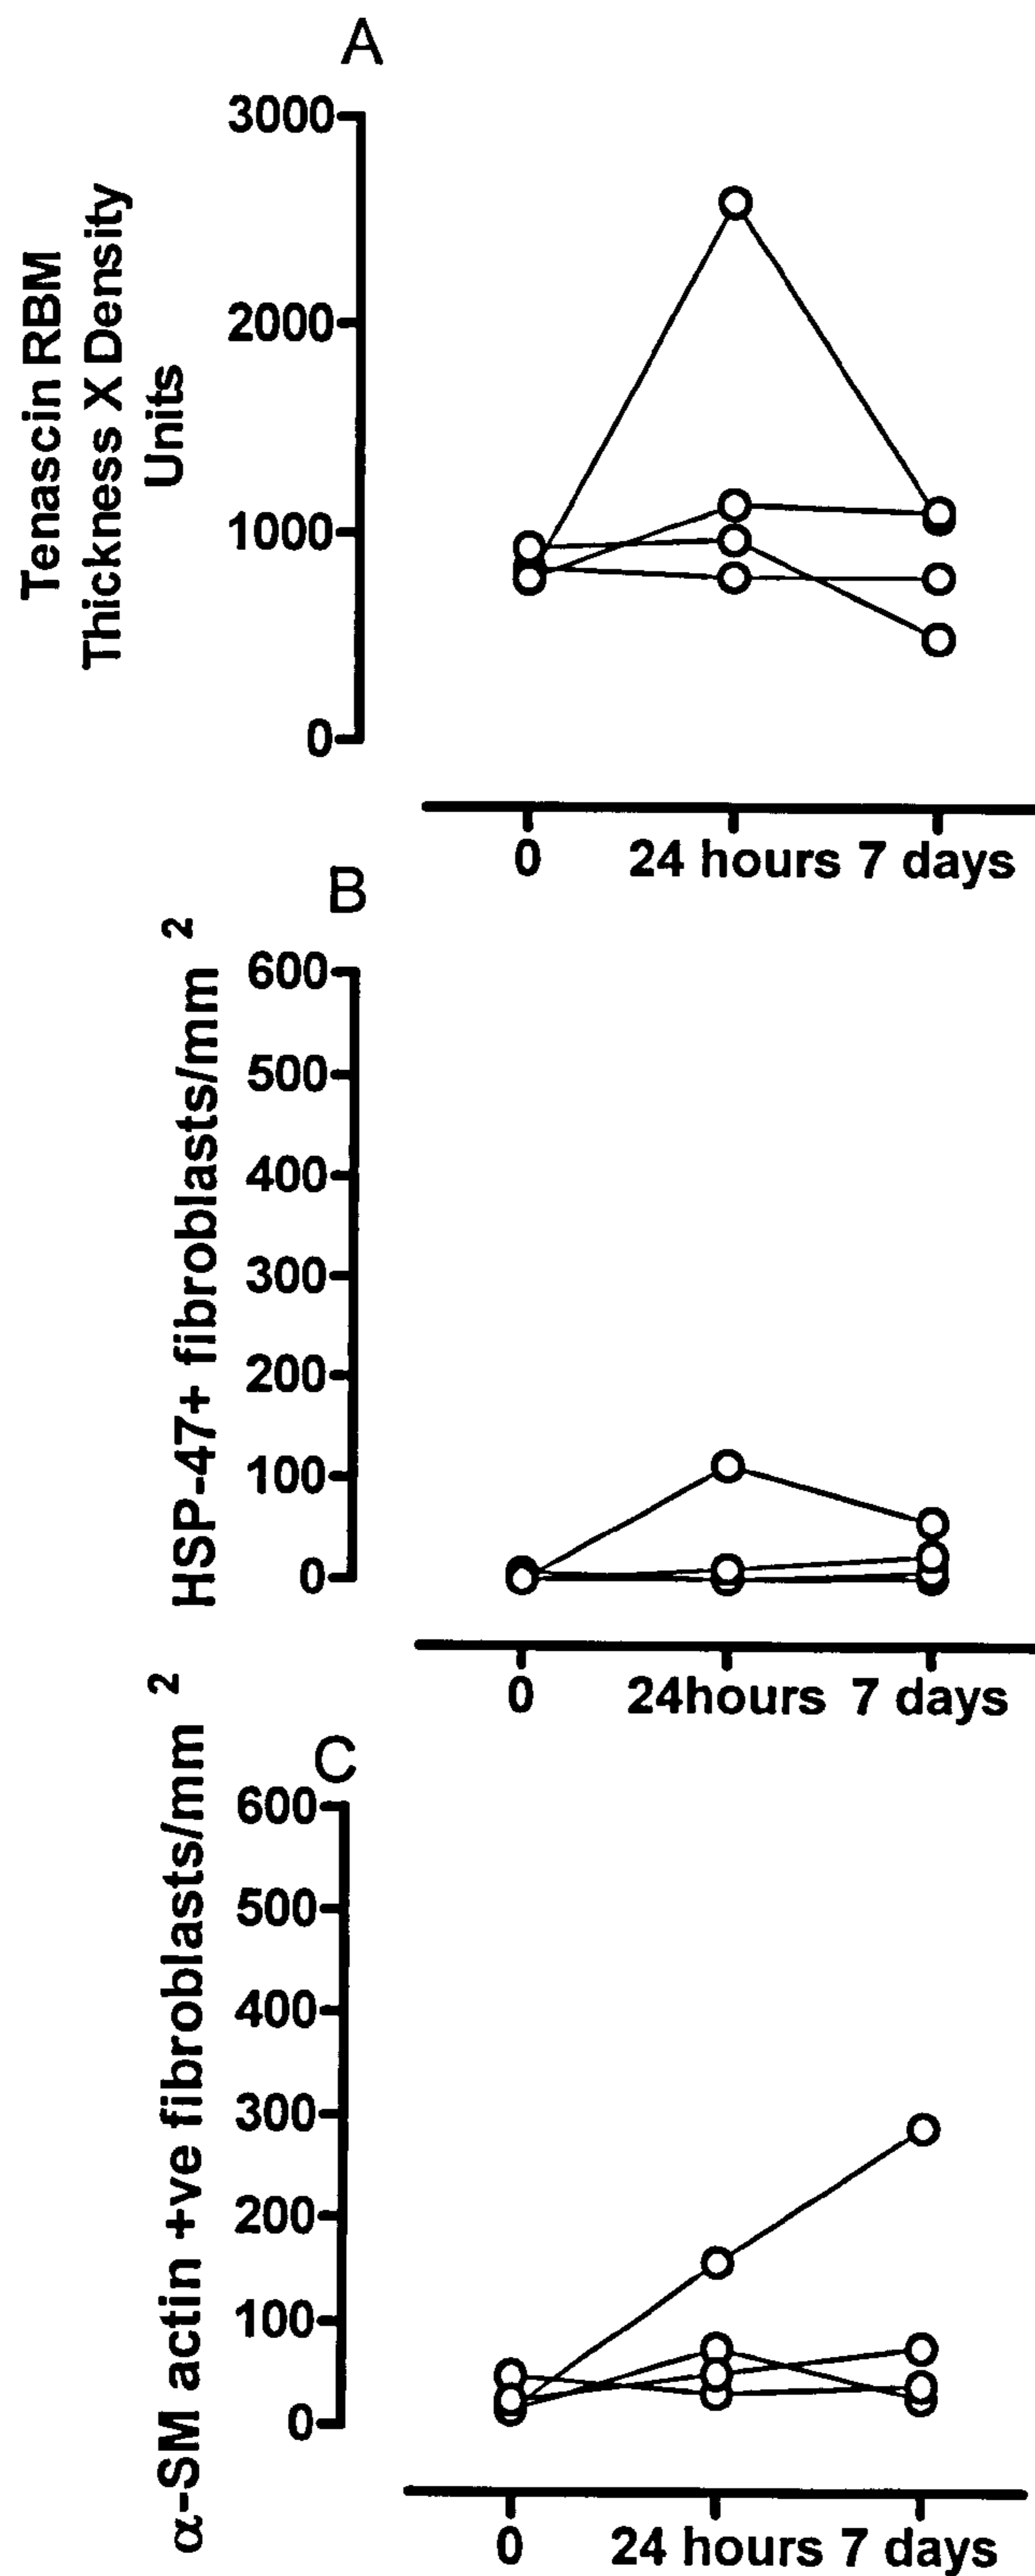 A
Tenascin RBM
Thickness X Density
Units
3000
2000
1000
0
0 24 hours 7 days
B
HSP-47+ fibroblasts/mm 2
600
500
400
300
200
100
0
0 24hours 7 days
C
α-SM actin +ve fibroblasts/mm 2
600
500
400
300
200
100
0
0 24 hours 7 days